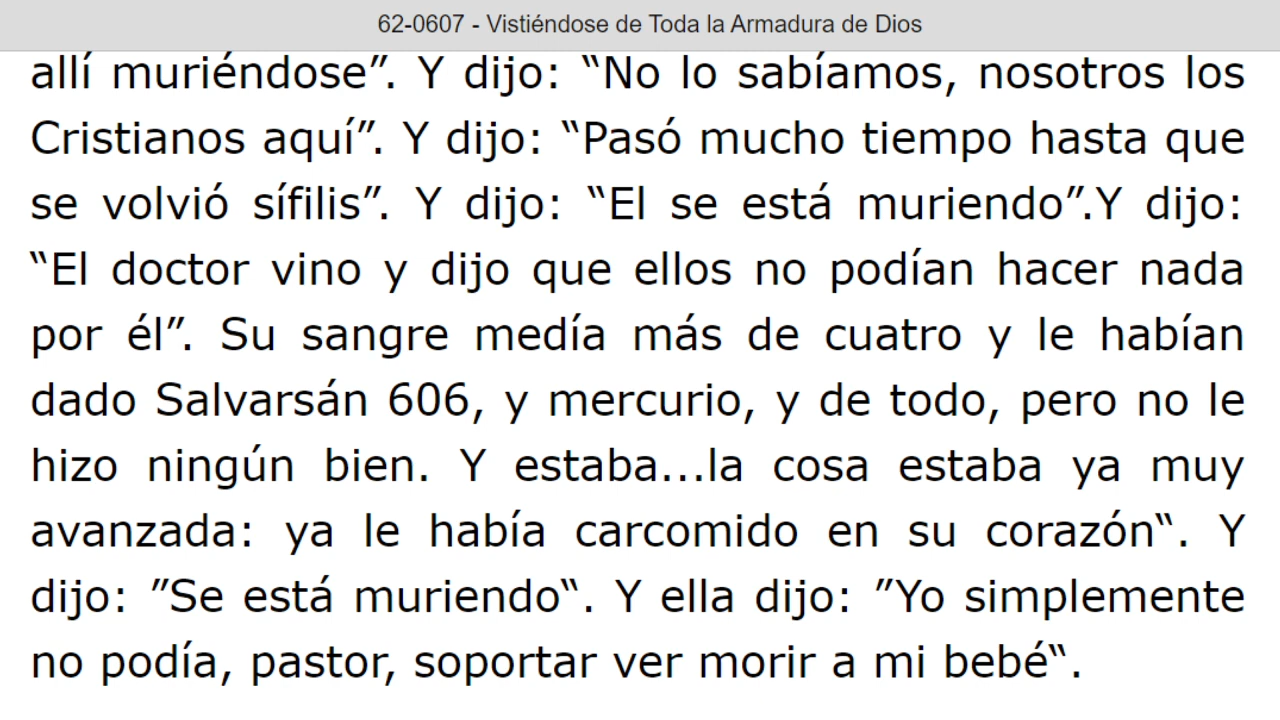 62-0607 - Vistiéndose de Toda la Armadura de Dios
allí muriéndose”. Y dijo: “No lo sabíamos, nosotros los
Cristianos aquí”. Y dijo: “Pasó mucho tiempo hasta que
se volvió sífilis”. Y dijo: “El se está muriendo”.Y dijo:
“El doctor vino y dijo que ellos no podían hacer nada
por él”. Su sangre medía más de cuatro y le habían
dado Salvarsán 606, y mercurio, y de todo, pero no le
hizo ningún bien. Y estaba...la cosa estaba ya muy
avanzada: ya le había carcomido en su corazón“. Y
dijo: ”Se está muriendo“. Y ella dijo: ”Yo simplemente
no podía, pastor, soportar ver morir a mi bebé“.